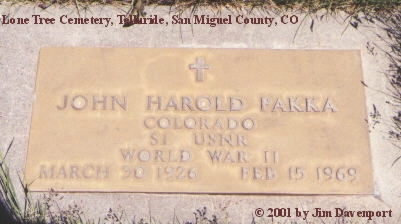 Lone Tree Cemetery, Telluride, San Miguel County, CO
JOHN HAROLD PAKKA
COLORADO
S1 USNR
WORLD WAR II
MARCH 30 1926 FEB 15 1969
© 2001 by Jim Davenport